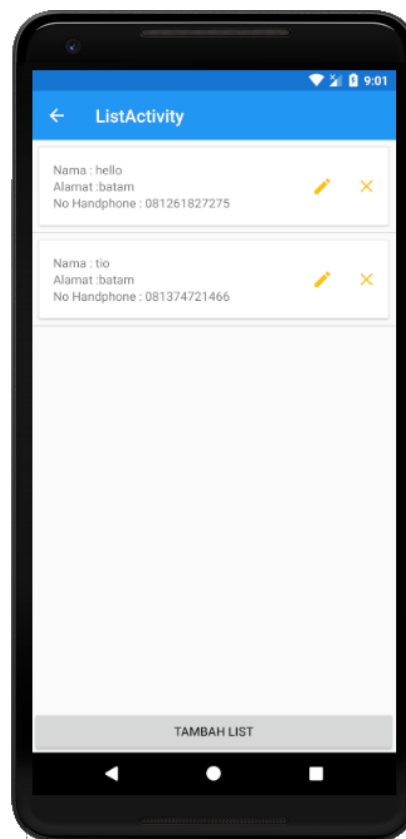 9:01
ListActivity
Nama : hello
Alamat :batam
No Handphone : 081261827275
Nama : tio
Alamat :batam
No Handphone : 081374721466
TAMBAH LIST